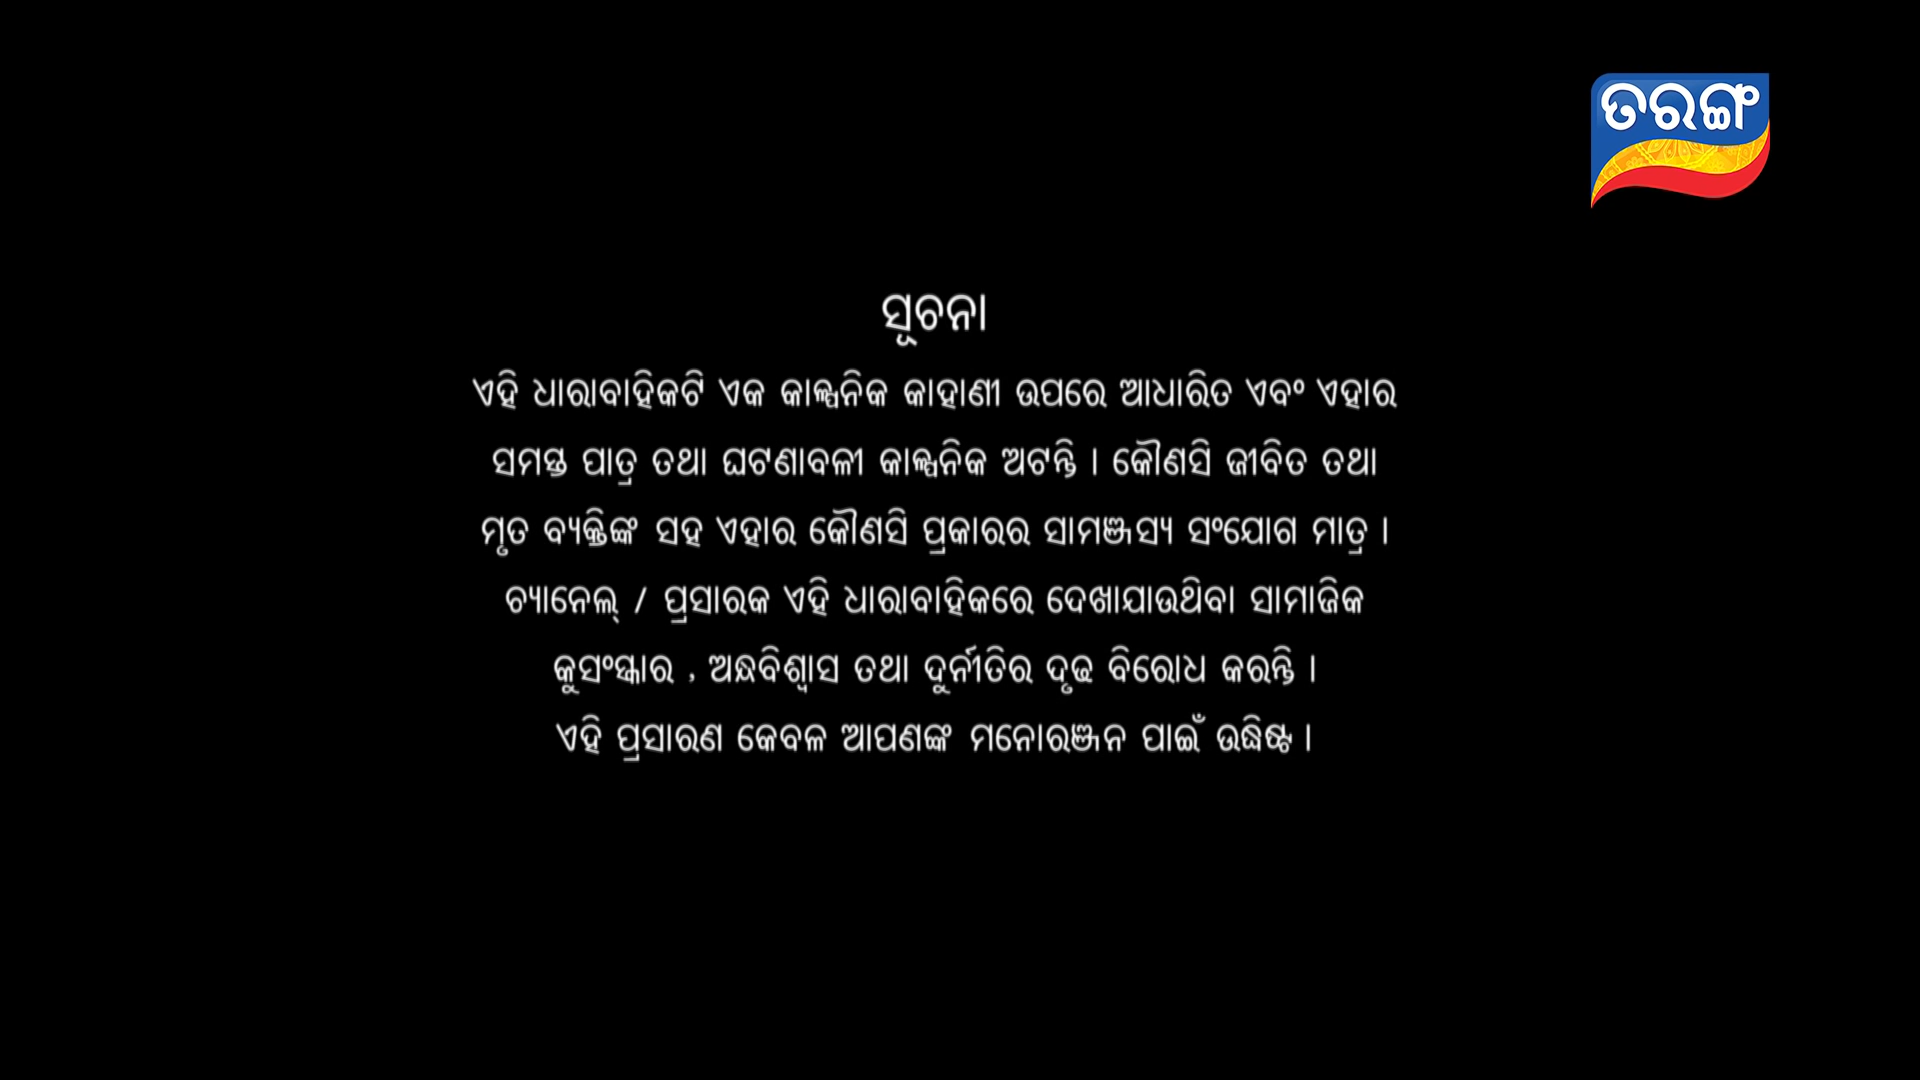 ତରଙ୍ଗ
ସୂଚନା
ଏହି ଧାରାବାହିକଟି ଏକ କାଳ୍ପନିକ କାହାଣୀ ଉପରେ ଆଧାରିତ ଏବଂ ଏହାର
ସମସ୍ତ ପାତ୍ର ତଥା ଘଟଣାବଳୀ କାଳ୍ପନିକ ଅଟନ୍ତି । କୌଣସି ଜୀବିତ ତଥା
ମୃତ ବ୍ୟକ୍ତିଙ୍କ ସହ ଏହାର କୌଣସି ପ୍ରକାରର ସାମଞ୍ଜସ୍ୟ ସଂଯୋଗ ମାତ୍ର ।
ଚ୍ୟାନେଲ୍ / ପ୍ରସାରକ ଏହି ଧାରାବାହିକରେ ଦେଖାଯାଉଥିବା ସାମାଜିକ
କୁସଂସ୍କାର , ଅନ୍ଧବିଶ୍ୱାସ ତଥା ଦୁର୍ନୀତିର ଦୃଢ ବିରୋଧ କରନ୍ତି ।
ଏହି ପ୍ରସାରଣ କେବଳ ଆପଣଙ୍କ ମନୋରଞ୍ଜନ ପାଇଁ ଉଦ୍ଧିଷ୍ଟ ।